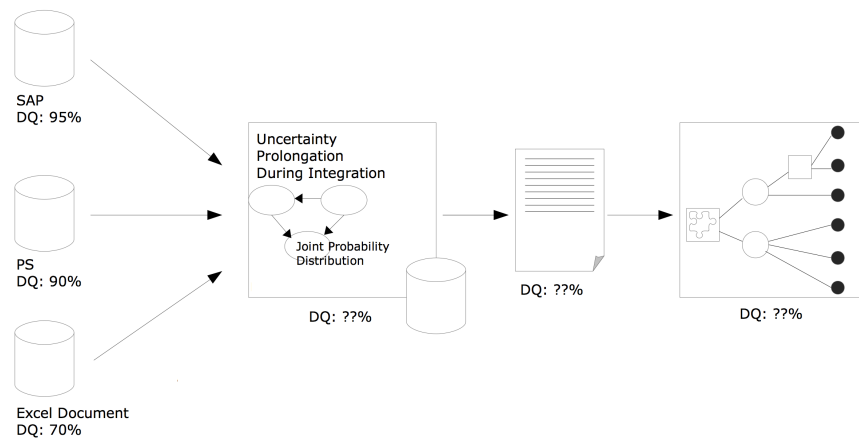 SAP
DQ: 95%
PS
DQ: 90%
Excel Document
DQ: 70%
Uncertainty
Prolongation
During Integration
Joint Probability
Distribution
DQ: ??%
DQ: ??%
DQ: ??%